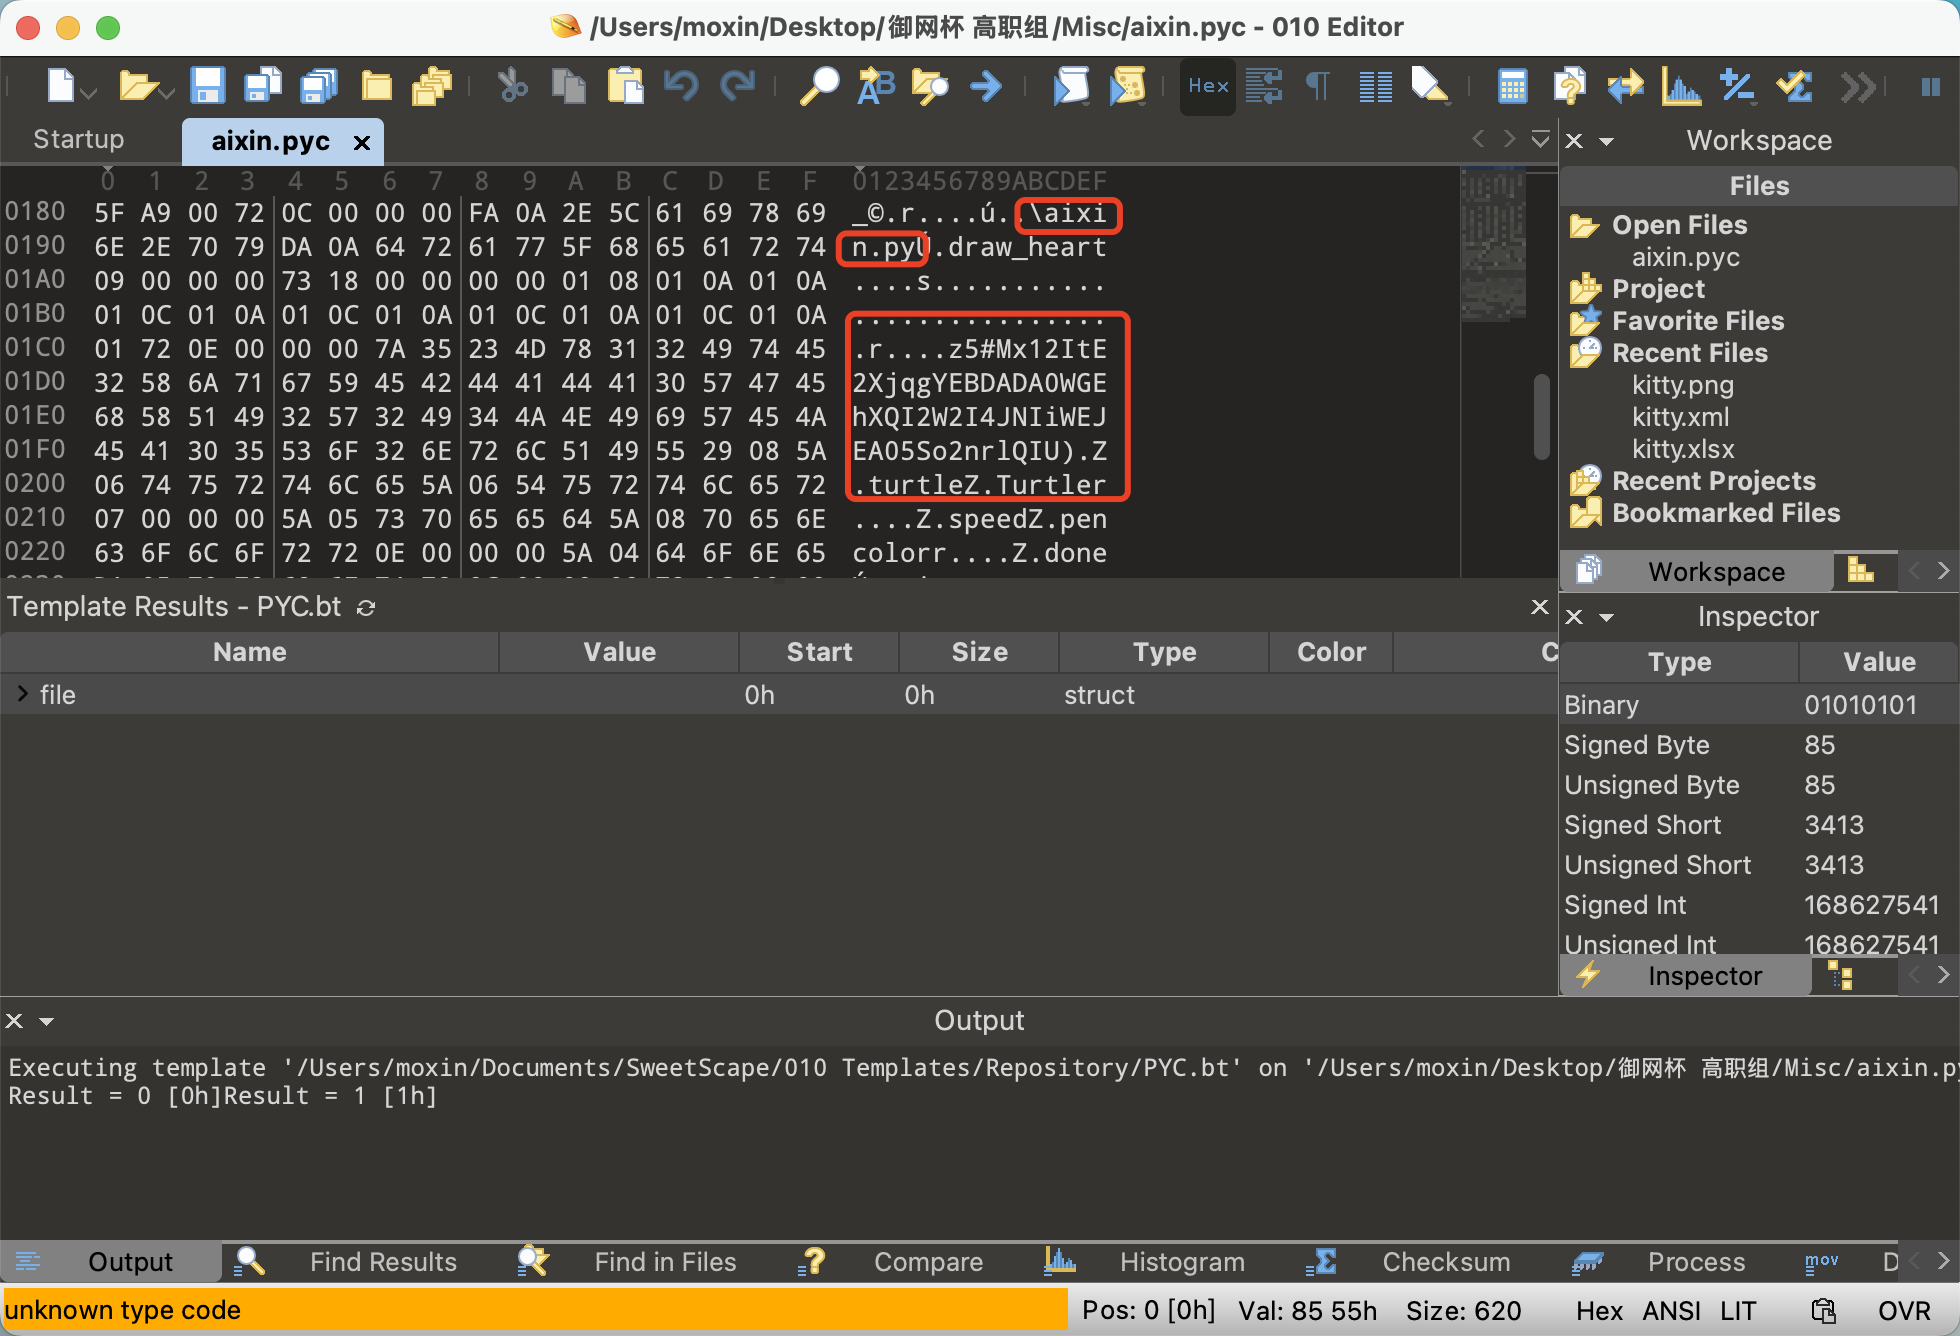 /Users/moxin/Desktop/御网杯 高职组/Misc/aixin.pyc - 010 Editor
Hex
Startup
aixin.pyc
0 1 2 3 4 5 6 7 8 9 A B C D E F 0123456789ABCDEF
0180 5F A9 00 72 0C 00 00 00 FA 0A 2E 5C 61 69 78 69 _©.r....ú..\aixi
0190 6E 2E 70 79 DA 0A 64 72 61 77 5F 68 65 61 72 74 n.pyÚ.draw_heart
01A0 09 00 00 00 73 18 00 00 00 00 01 08 01 0A 01 0A ....s...........
01B0 01 0C 01 0A 01 0C 01 0A 01 0C 01 0A 01 0C 01 0A ................
01C0 01 72 0E 00 00 00 7A 35 23 4D 78 31 32 49 74 45 .r....z5#Mx12ItE
01D0 32 58 6A 71 67 59 45 42 44 41 44 41 30 57 47 45 2XjqgYEBDADA0WGE
01E0 68 58 51 49 32 57 32 49 34 4A 4E 49 69 57 45 4A hXQI2W2I4JNIiWEJ
01F0 45 41 30 35 53 6F 32 6E 72 6C 51 49 55 29 08 5A EA05So2nrlQIU).Z
0200 06 74 75 72 74 6C 65 5A 06 54 75 72 74 6C 65 72 .turtleZ.Turtler
0210 07 00 00 00 5A 05 73 70 65 65 64 5A 08 70 65 6E ....Z.speedZ.pen
0220 63 6F 6C 6F 72 72 0E 00 00 00 5A 04 64 6F 6E 65 colorr....Z.done
Workspace
Files
Open Files
aixin.pyc
Project
Favorite Files
Recent Files
kitty.png
kitty.xml
kitty.xlsx
Recent Projects
Bookmarked Files
Workspace
Template Results - PYC.bt
Name Value Start Size Type Color C
file 0h 0h struct
Inspector
Type Value
Binary 01010101
Signed Byte 85
Unsigned Byte 85
Signed Short 3413
Unsigned Short 3413
Signed Int 168627541
Unsigned Int 168627541
Inspector
Output
Executing template '/Users/moxin/Documents/SweetScape/010 Templates/Repository/PYC.bt' on '/Users/moxin/Desktop/御网杯 高职组/Misc/aixin.py
Result = 0 [0h]Result = 1 [1h]
Output Find Results Find in Files Compare Histogram Checksum Process mov D
unknown type code
Pos: 0 [0h] Val: 85 55h Size: 620 Hex ANSI LIT OVR